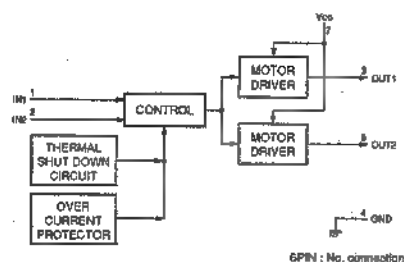 Vcc
7
MOTOR
DRIVER
3
OUT1
1
IN1
2
IN2
CONTROL
MOTOR
DRIVER
5
OUT2
THERMAL
SHUT DOWN
CIRCUIT
OVER
CURRENT
PROTECTOR
4
GND
6PIN : No. connection